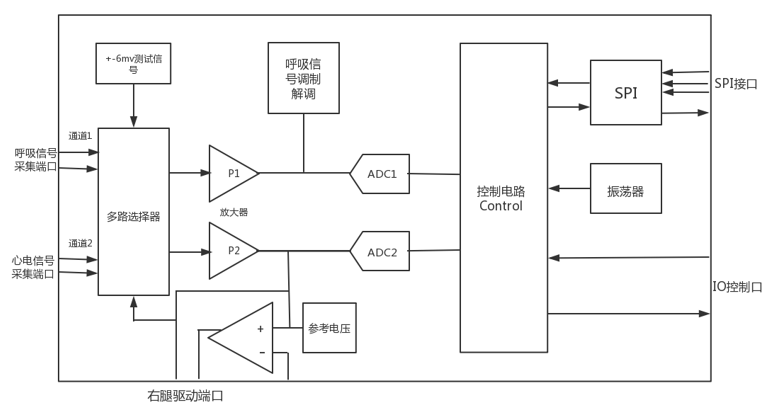 +-6mv测试信
号
呼吸信
号调制
解调
SPI
SPI接口
通道1
呼吸信号
采集端口
P1
ADC1
控制电路
Control
振荡器
多路选择器
放大器
通道2
心电信号
采集端口
P2
ADC2
IO控制口
+
参考电压
−
右腿驱动端口